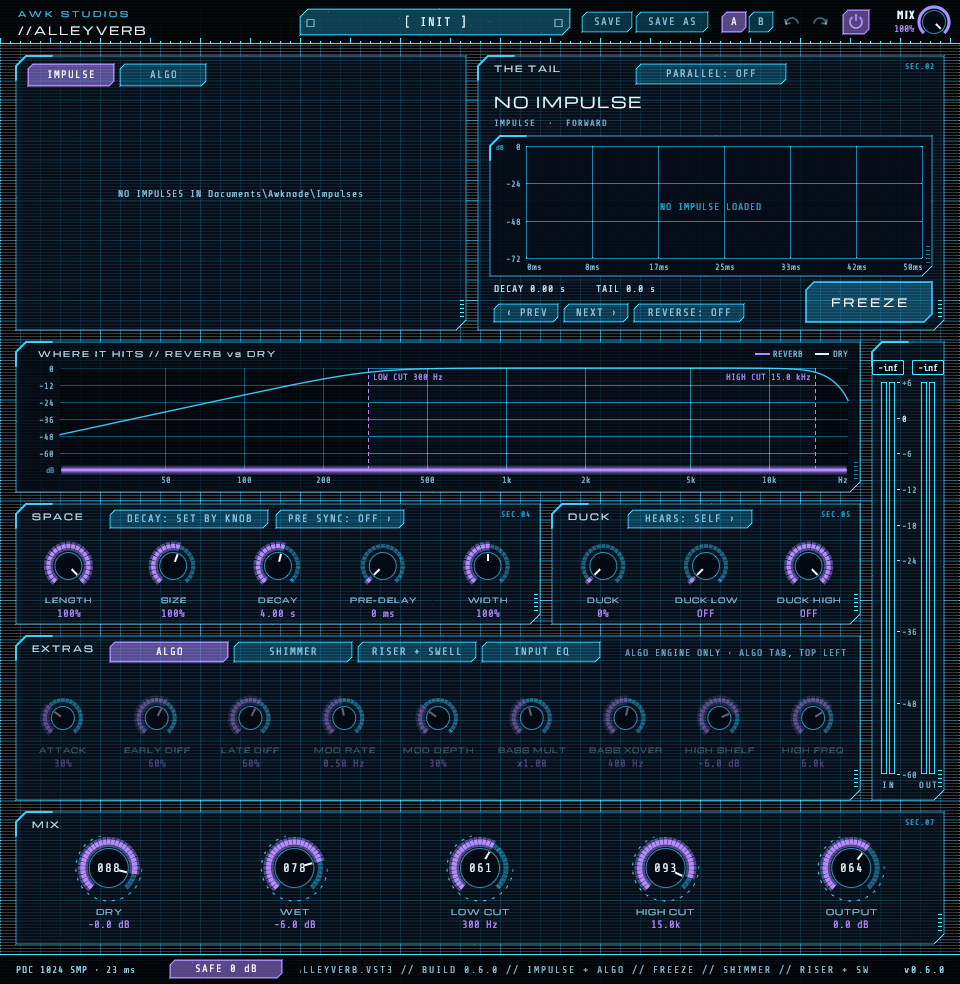 AWK STUDIOS
//ALLEYVERB
[ INIT ]
SAVE
SAVE AS
A
B
MIX
100%
IMPULSE
ALGO
NO IMPULSES IN Documents\Awknode\Impulses
THE TAIL
PARALLEL: OFF
SEC.02
NO IMPULSE
IMPULSE · FORWARD
dB
0
-24
-48
-72
NO IMPULSE LOADED
0ms 8ms 17ms 25ms 33ms 42ms 50ms
DECAY 0.00 s TAIL 0.0 s
‹ PREV
NEXT ›
REVERSE: OFF
FREEZE
WHERE IT HITS // REVERB vs DRY
REVERB
DRY
LOW CUT 300 Hz
HIGH CUT 15.0 kHz
0
-12
-24
-36
-48
-60
dB
50 100 200 500 1k 2k 5k 10k Hz
-inf -inf
+6
0
-6
-12
-18
-24
-36
-48
-60
IN OUT
SPACE
DECAY: SET BY KNOB
PRE SYNC: OFF ›
SEC.04
LENGTH SIZE DECAY PRE-DELAY WIDTH
100% 100% 4.00 s 0 ms 100%
DUCK
HEARS: SELF ›
SEC.05
DUCK DUCK LOW DUCK HIGH
0% OFF OFF
EXTRAS
ALGO
SHIMMER
RISER + SWELL
INPUT EQ
ALGO ENGINE ONLY · ALGO TAB, TOP LEFT
ATTACK EARLY DIFF LATE DIFF MOD RATE MOD DEPTH BASS MULT BASS XOVER HIGH SHELF HIGH FREQ
30% 60% 60% 0.50 Hz 30% x1.00 400 Hz -6.0 dB 6.0k
MIX
SEC.07
088 078 061 093 064
DRY WET LOW CUT HIGH CUT OUTPUT
-0.0 dB -6.0 dB 300 Hz 15.0k 0.0 dB
PDC 1024 SMP · 23 ms
SAFE 0 dB
LLEYVERB.VST3 // BUILD 0.6.0 // IMPULSE + ALGO // FREEZE // SHIMMER // RISER + SW
v0.6.0